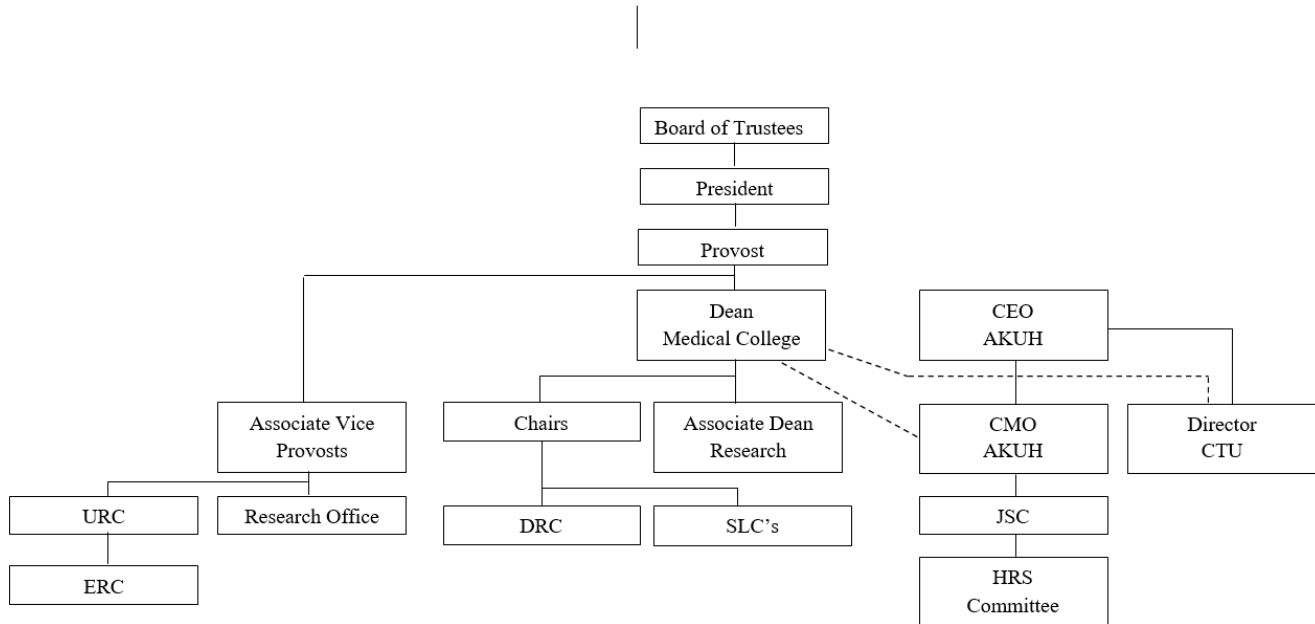 Board of Trustees
President
Provost
Dean
Medical College
CEO
AKUH
Associate Vice
Provosts
Chairs
Associate Dean
Research
CMO
AKUH
Director
CTU
URC
Research Office
DRC
SLC’s
JSC
ERC
HRS
Committee